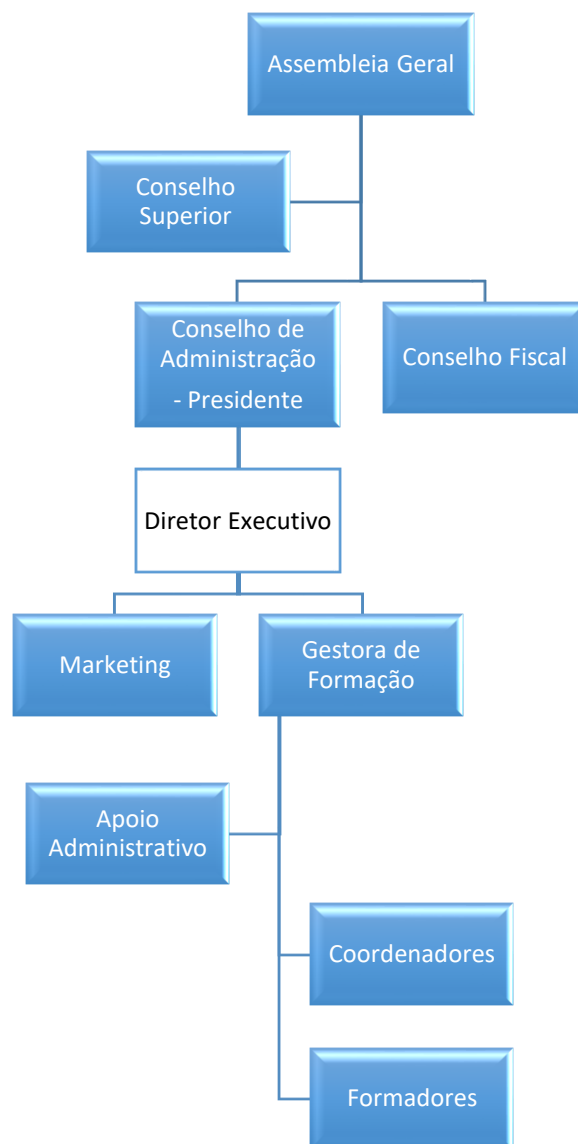 Assembleia Geral
Conselho
Superior
Conselho de
Administração
- Presidente
Conselho Fiscal
Diretor Executivo
Marketing
Gestora de
Formação
Apoio
Administrativo
Coordenadores
Formadores